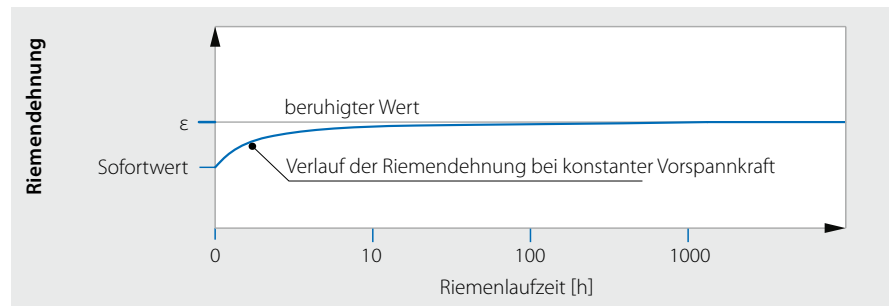 Riemendehnung
beruhigter Wert
ε
Sofortwert
Verlauf der Riemendehnung bei konstanter Vorspannkraft
0
10
100
1000
Riemenlaufzeit [h]